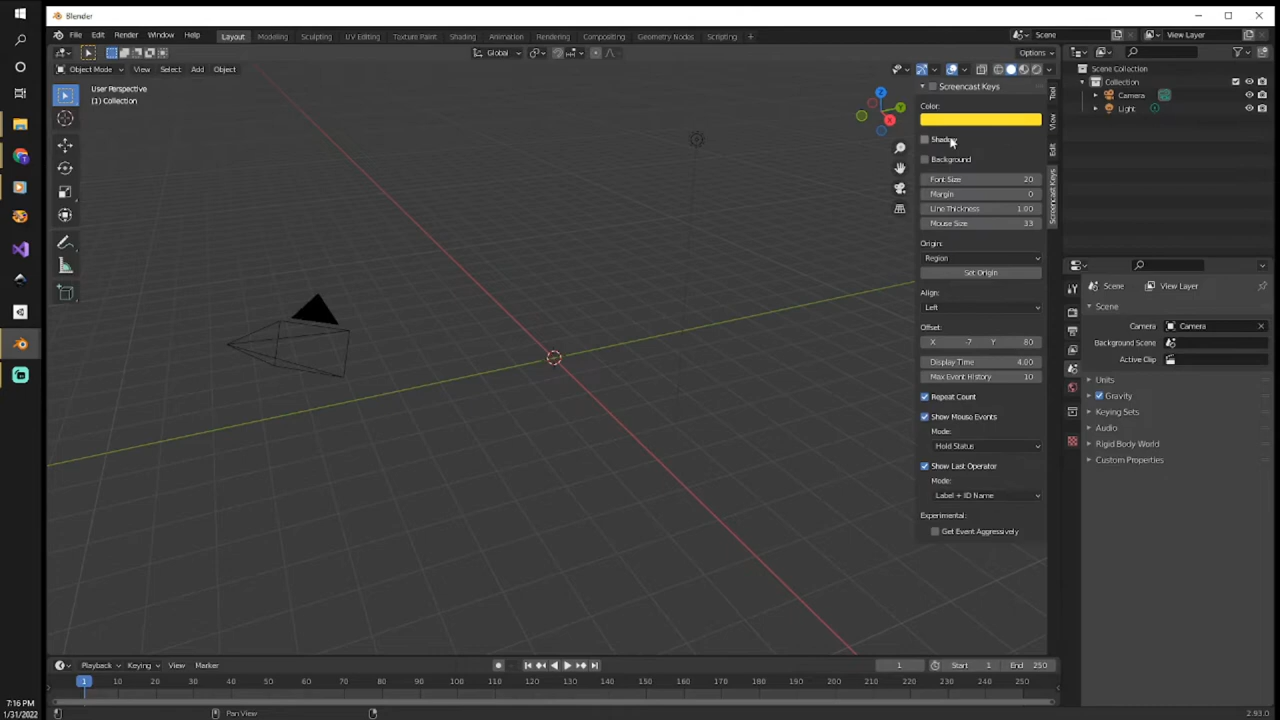 Blender
File Edit Render Window Help Layout Modeling Sculpting UV Editing Texture Paint Shading Animation Rendering Compositing Geometry Nodes Scripting + Scene View Layer
Global Options
Object Mode View Select Add Object
User Perspective
(1) Collection
Z
Y
X
Screencast Keys
Color:
Shadow
Background
Font Size 20
Margin 0
Line Thickness 1.00
Mouse Size 33
Origin:
Region
Set Origin
Align:
Left
Offset:
X -7 Y 80
Display Time 4.00
Max Event History 10
Repeat Count
Show Mouse Events
Mode:
Hold Status
Show Last Operator
Mode:
Label + ID Name
Experimental:
Get Event Aggressively
Tool
View
Edit
Screencast Keys
Scene Collection
Collection
Camera
Light
Scene View Layer
Scene
Camera Camera
Background Scene
Active Clip
Units
Gravity
Keying Sets
Audio
Rigid Body World
Custom Properties
Playback Keying View Marker 1 Start 1 End 250
1 10 20 30 40 50 60 70 80 90 100 110 120 130 140 150 160 170 180 190 200 210 220 230 240 250
Pan View 2.93.0
7:16 PM
1/31/2022